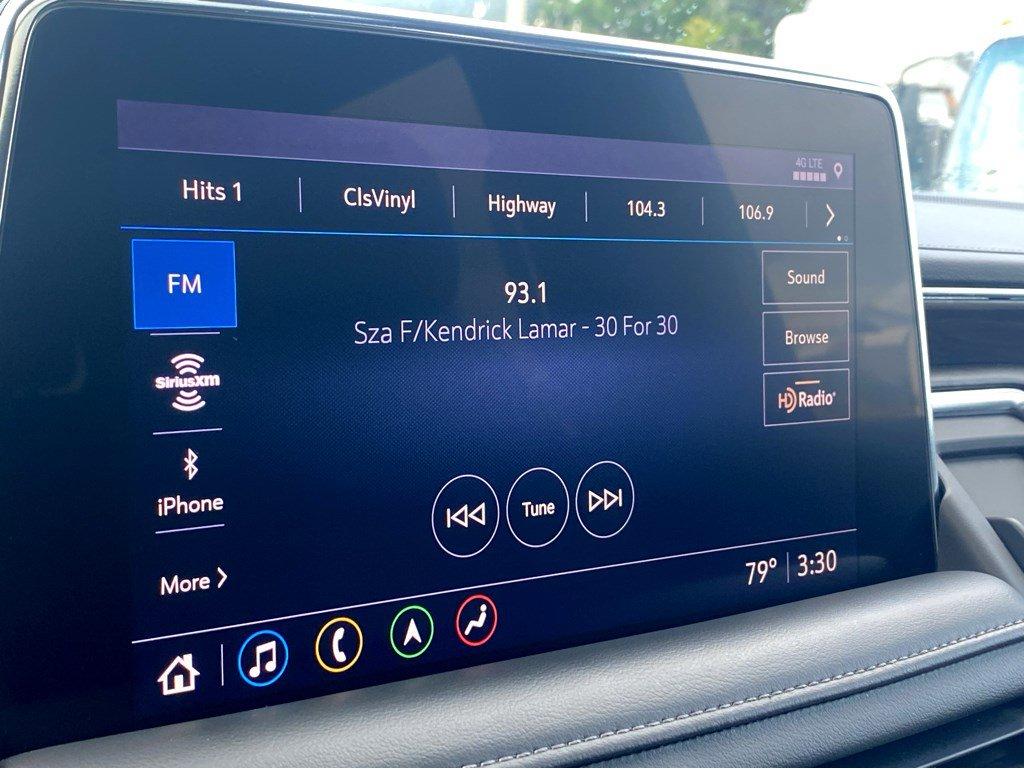 4G LTE
Hits 1 ClsVinyl Highway 104.3 106.9
FM
93.1
Sza F/Kendrick Lamar - 30 For 30
Sound
Browse
HD Radio
SiriusXm
iPhone
Tune
More
79° 3:30